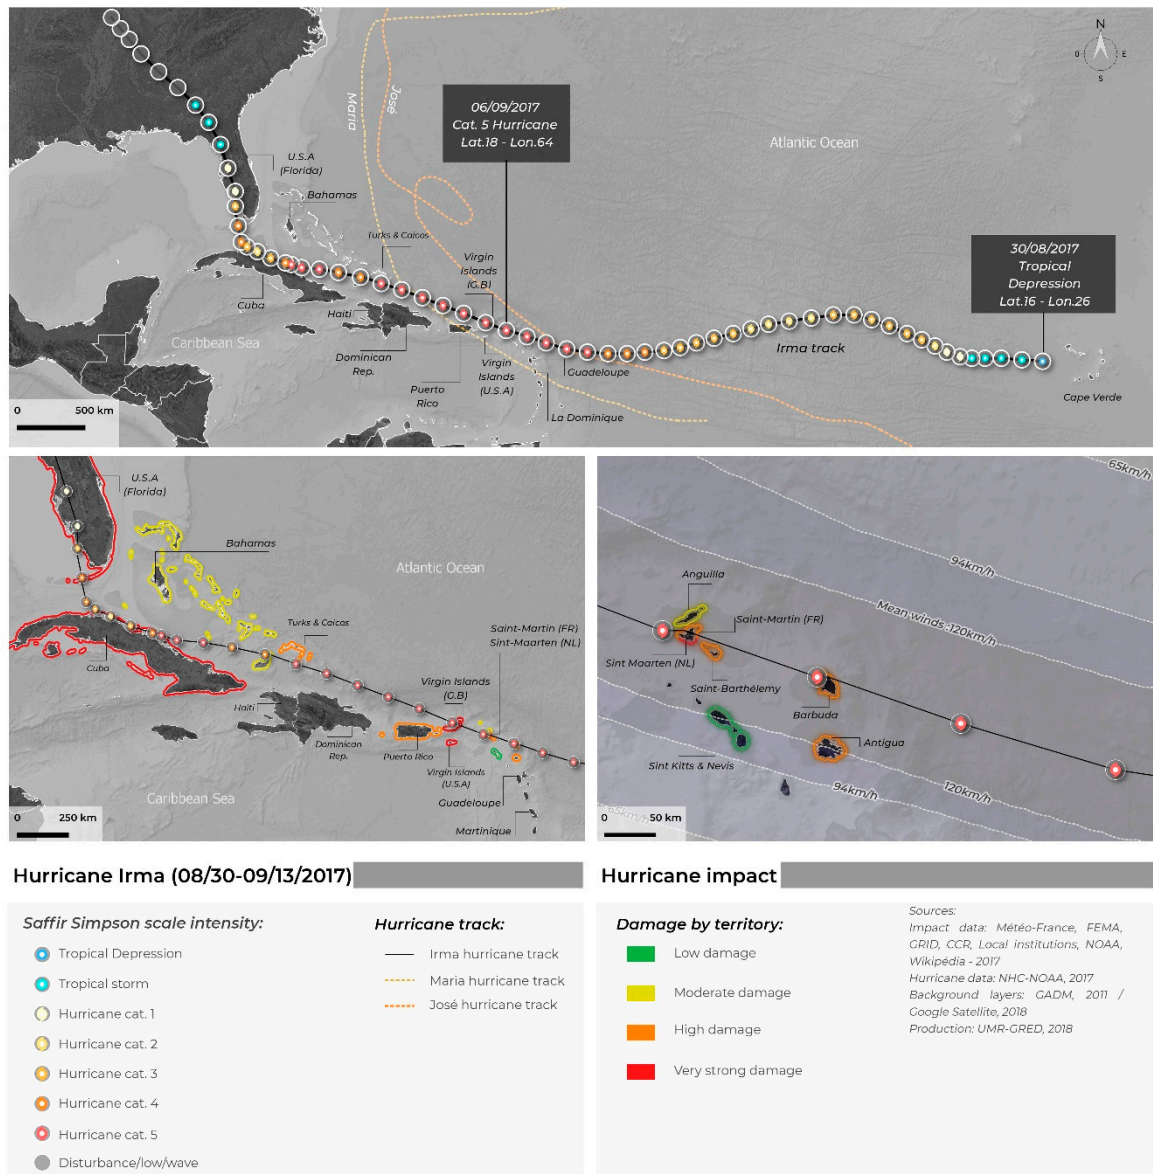 N
O
E
S
06/09/2017
Cat. 5 Hurricane
Lat.18 - Lon.64
José
Maria
Atlantic Ocean
U.S.A
(Florida)
Bahamas
Turks & Caicos
Virgin
Islands
(G.B)
30/08/2017
Tropical
Depression
Lat.16 - Lon.26
Cuba
Haiti
Caribbean Sea
Dominican
Rep.
Puerto
Rico
Virgin
Islands
(U.S.A)
Guadeloupe
La Dominique
Irma track
Cape Verde
0 500 km
U.S.A
(Florida)
Bahamas
Atlantic Ocean
Turks & Caicos
Saint-Martin (FR)
Sint-Maarten (NL)
Cuba
Virgin Islands
(G.B)
Haiti
Dominican
Rep.
Puerto Rico
Virgin Islands
(U.S.A)
Guadeloupe
Martinique
Caribbean Sea
0 250 km
65km/h
94km/h
Mean winds :120km/h
Anguilla
Saint-Martin (FR)
Sint Maarten (NL)
Saint-Barthélemy
Barbuda
Antigua
Sint Kitts & Nevis
120km/h
94km/h
65km/h
0 50 km
Hurricane Irma (08/30-09/13/2017)
Saffir Simpson scale intensity:
Tropical Depression
Tropical storm
Hurricane cat. 1
Hurricane cat. 2
Hurricane cat. 3
Hurricane cat. 4
Hurricane cat. 5
Disturbance/low/wave
Hurricane track:
Irma hurricane track
Maria hurricane track
José hurricane track
Hurricane impact
Damage by territory:
Low damage
Moderate damage
High damage
Very strong damage
Sources:
Impact data: Météo-France, FEMA,
GRID, CCR, Local institutions, NOAA,
Wikipédia - 2017
Hurricane data: NHC-NOAA, 2017
Background layers: GADM, 2011 /
Google Satellite, 2018
Production: UMR-GRED, 2018